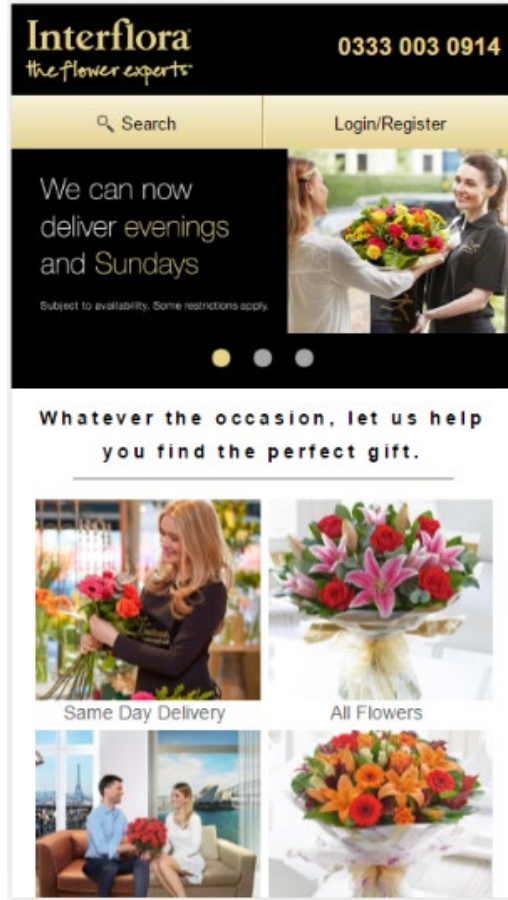 Interflora
the flower experts
0333 003 0914
Search
Login/Register
We can now
deliver evenings
and Sundays
Subject to availability. Some restrictions apply.
Whatever the occasion, let us help
you find the perfect gift.
Same Day Delivery
All Flowers